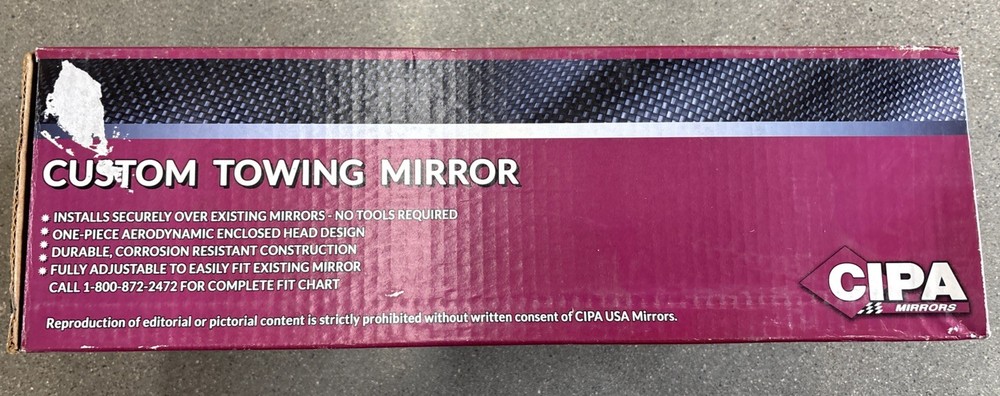 CUSTOM TOWING MIRROR
INSTALLS SECURELY OVER EXISTING MIRRORS - NO TOOLS REQUIRED
ONE-PIECE AERODYNAMIC ENCLOSED HEAD DESIGN
DURABLE, CORROSION RESISTANT CONSTRUCTION
FULLY ADJUSTABLE TO EASILY FIT EXISTING MIRROR
CALL 1-800-872-2472 FOR COMPLETE FIT CHART
Reproduction of editorial or pictorial content is strictly prohibited without written consent of CIPA USA Mirrors.
CIPA
MIRRORS